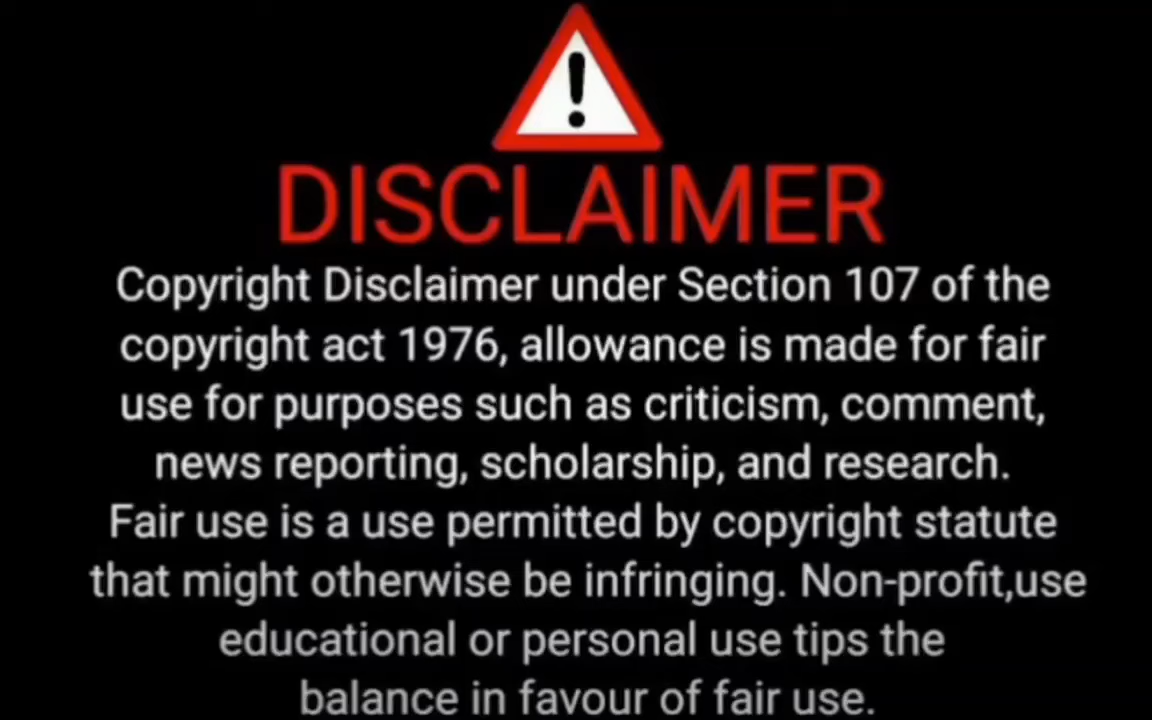 DISCLAIMER
Copyright Disclaimer under Section 107 of the
copyright act 1976, allowance is made for fair
use for purposes such as criticism, comment,
news reporting, scholarship, and research.
Fair use is a use permitted by copyright statute
that might otherwise be infringing. Non-profit,use
educational or personal use tips the
balance in favour of fair use.